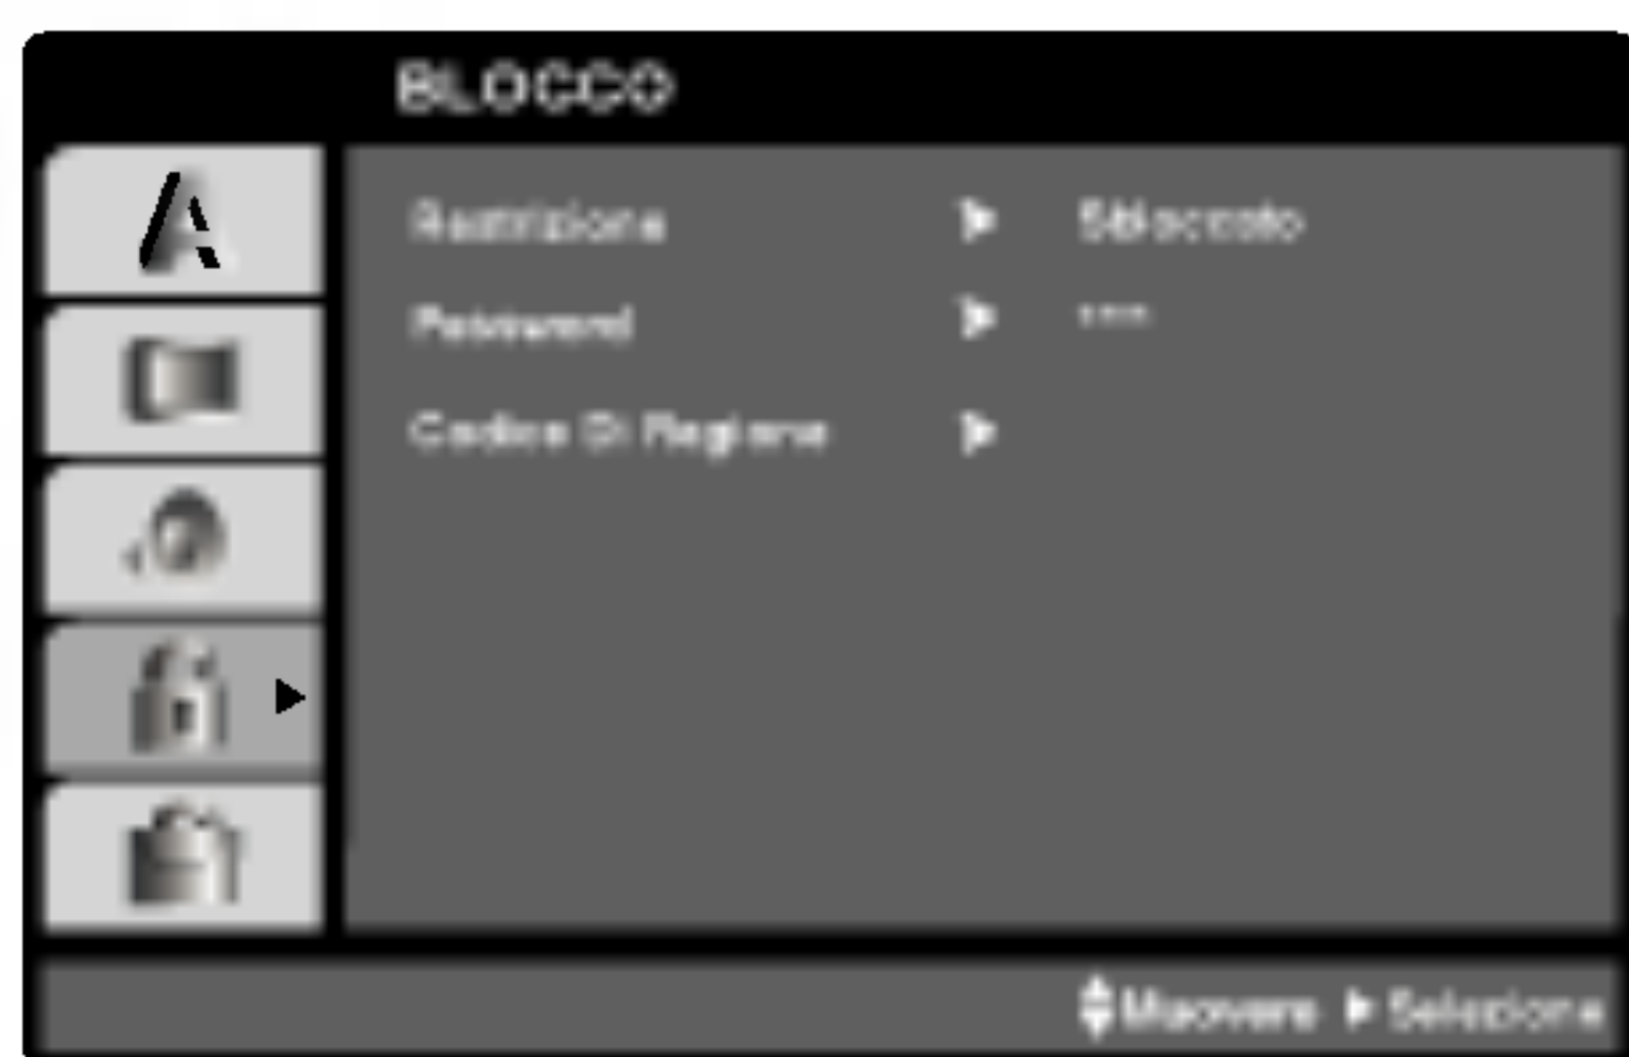 BLOCCO
Restrizione ▶ Sbloccato
Password ▶ ****
Codice Di Regione ▶
Muovere ▶ Selezione